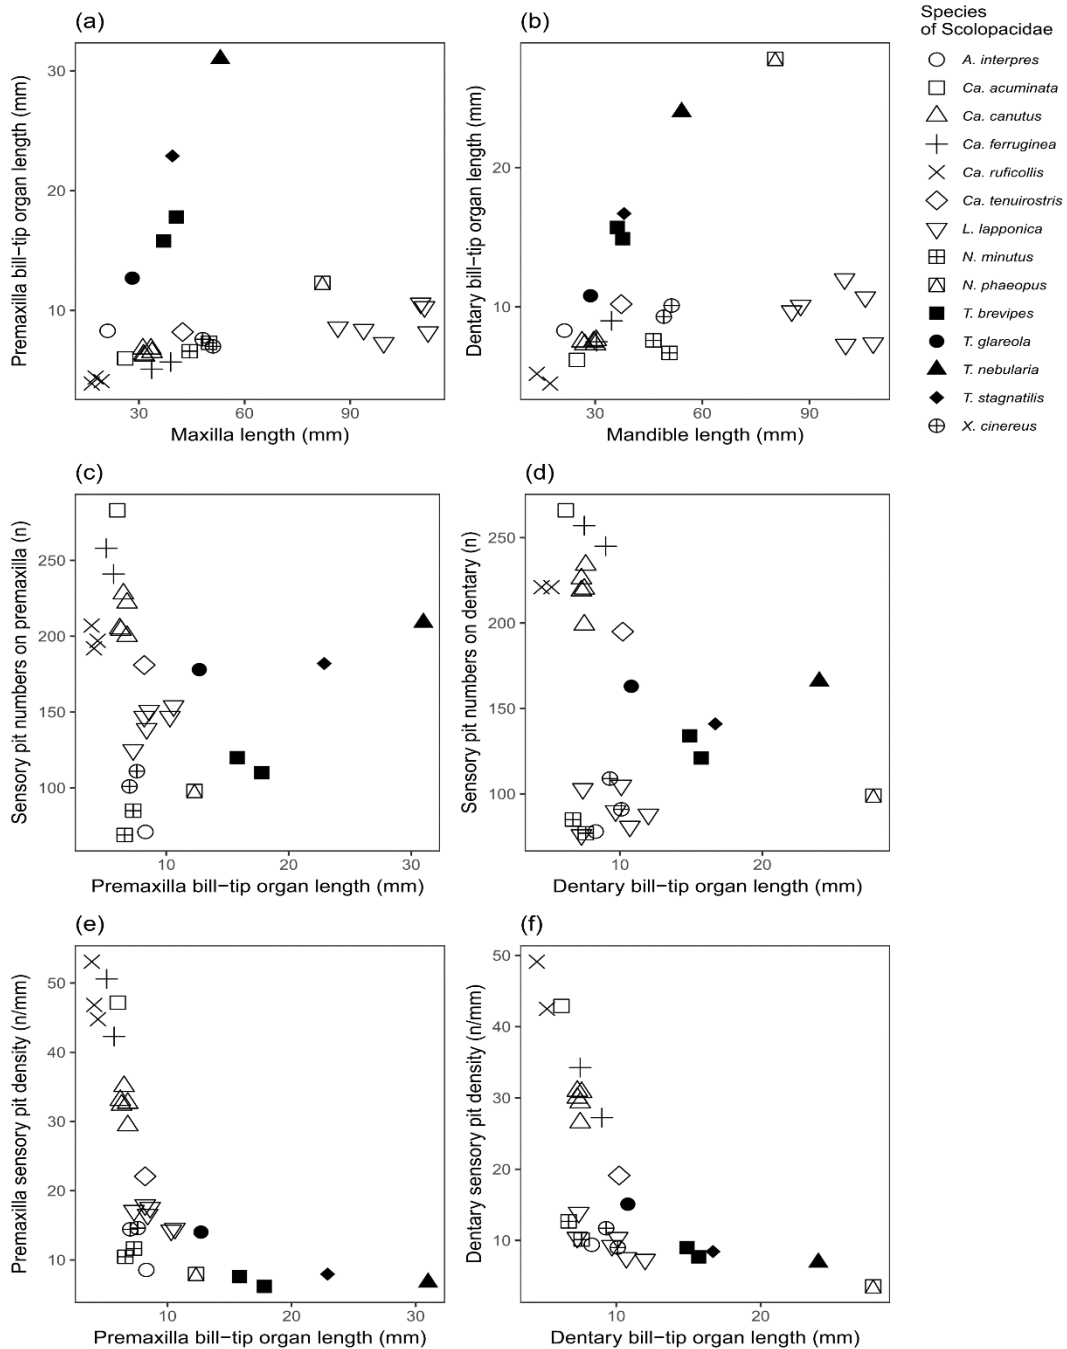 (a)
Premaxilla bill−tip organ length (mm)
30
20
10
30
60
90
Maxilla length (mm)
(b)
Dentary bill−tip organ length (mm)
20
10
30
60
90
Mandible length (mm)
Species
of Scolopacidae
A. interpres
Ca. acuminata
Ca. canutus
Ca. ferruginea
Ca. ruficollis
Ca. tenuirostris
L. lapponica
N. minutus
N. phaeopus
T. brevipes
T. glareola
T. nebularia
T. stagnatilis
X. cinereus
(c)
Sensory pit numbers on premaxilla (n)
250
200
150
100
10
20
30
Premaxilla bill−tip organ length (mm)
(d)
Sensory pit numbers on dentary (n)
250
200
150
100
10
20
Dentary bill−tip organ length (mm)
(e)
Premaxilla sensory pit density (n/mm)
50
40
30
20
10
10
20
30
Premaxilla bill−tip organ length (mm)
(f)
Dentary sensory pit density (n/mm)
50
40
30
20
10
10
20
Dentary bill−tip organ length (mm)